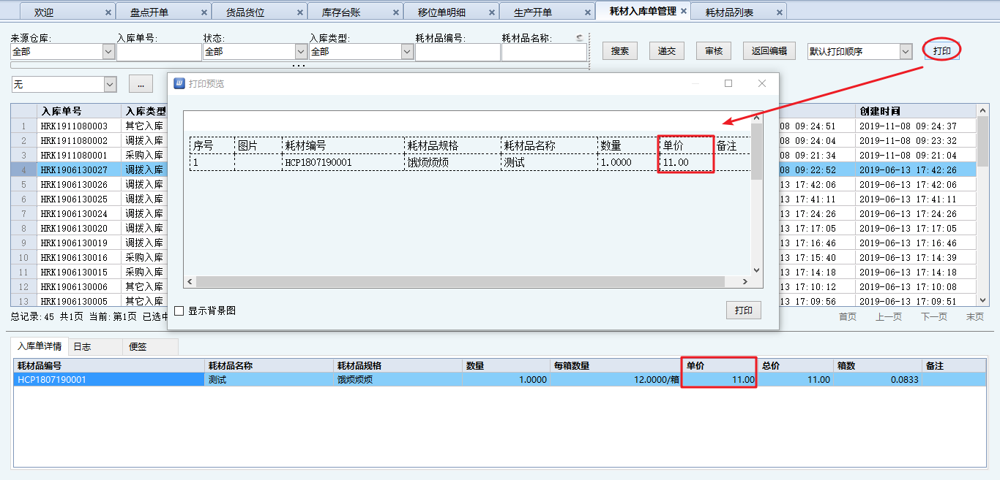 欢迎 × 盘点开单 × 货品货位 × 库存台账 × 移位单明细 × 生产开单 × 耗材入库单管理 × 耗材品列表 ×
来源仓库: 入库单号: 状态: 入库类型: 耗材品编号: 耗材品名称:
全部 全部 全部 搜索 递交 审核 返回编辑 默认打印顺序 打印
无 ...
打印预览
序号 图片 耗材编号 耗材品规格 耗材品名称 数量 单价 备注
1 HCP1807190001 饿烦烦烦 测试 1.0000 11.00
显示背景图 打印
入库单号 入库类型 创建时间
1 HRK1911080003 其它入库 08 09:24:51 2019-11-08 09:24:37
2 HRK1911080002 调拨入库 08 09:24:04 2019-11-08 09:23:32
3 HRK1911080001 采购入库 08 09:21:34 2019-11-08 09:21:04
4 HRK1906130027 调拨入库 08 09:22:52 2019-06-13 17:42:26
5 HRK1906130026 调拨入库 13 17:42:06 2019-06-13 17:42:06
6 HRK1906130025 调拨入库 13 17:41:11 2019-06-13 17:41:11
7 HRK1906130024 调拨入库 13 17:24:26 2019-06-13 17:24:26
8 HRK1906130020 调拨入库 13 17:17:05 2019-06-13 17:17:05
9 HRK1906130019 调拨入库 13 17:16:46 2019-06-13 17:16:46
10 HRK1906130016 采购入库 13 17:15:40 2019-06-13 17:14:39
11 HRK1906130015 采购入库 13 17:14:18 2019-06-13 17:14:18
12 HRK1906130006 其它入库 13 17:10:12 2019-06-13 17:10:08
13 HRK1906130005 其它入库 13 17:09:56 2019-06-13 17:09:51
总记录:45 共1页 当前:第1页 已选中 首页 上一页 下一页 末页
入库单详情 日志 便签
耗材品编号 耗材品名称 耗材品规格 数量 每箱数量 单价 总价 箱数 备注
HCP1807190001 测试 饿烦烦烦 1.0000 12.0000/箱 11.00 11.00 0.0833